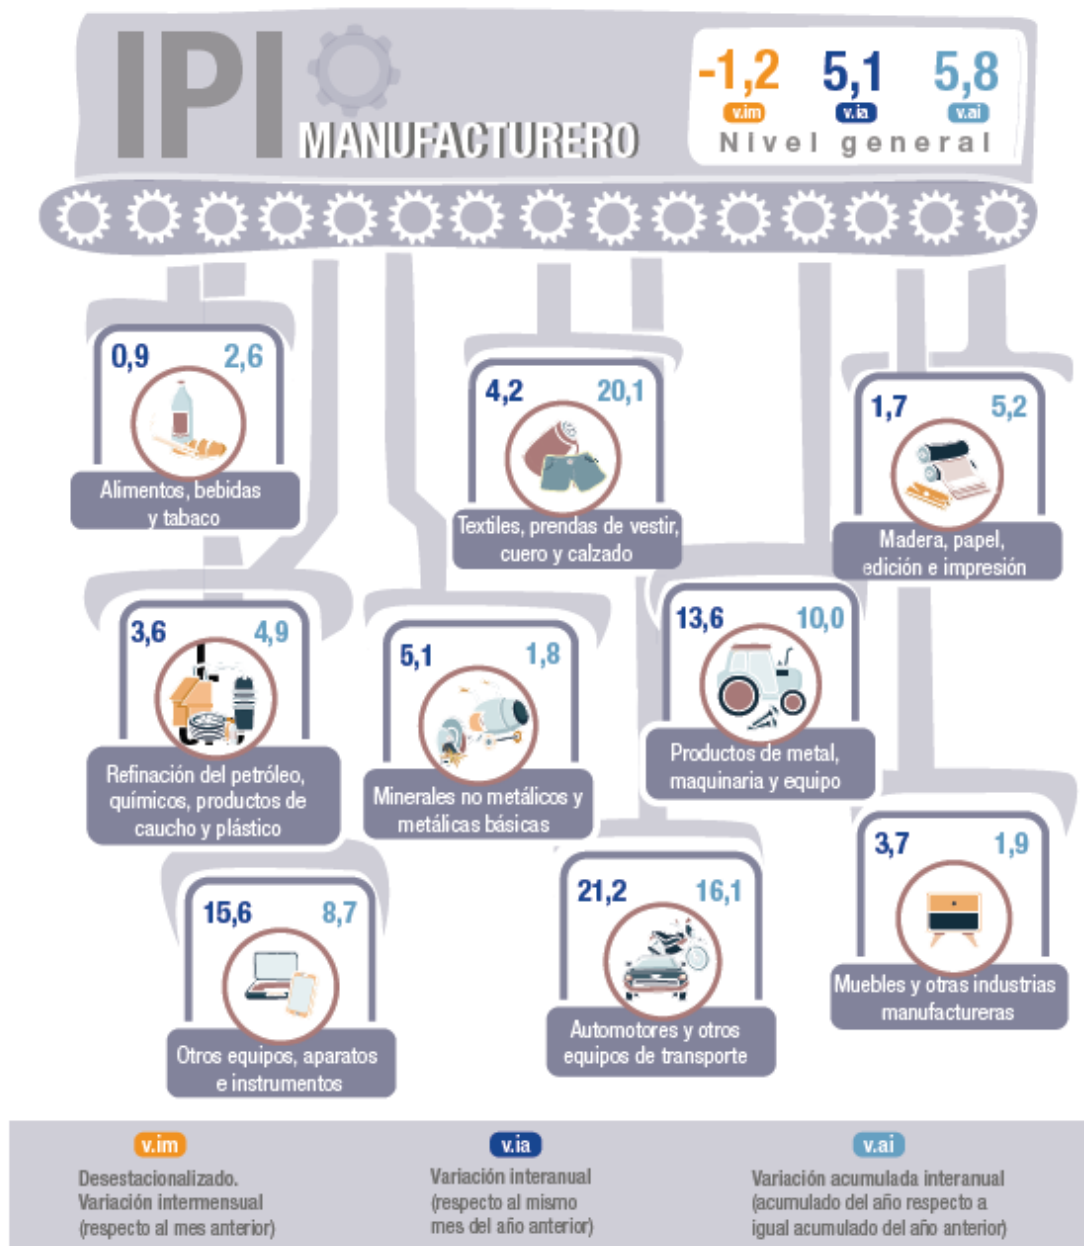 IPI
MANUFACTURERO
-1,2 5,1 5,8
v.im v.ia v.ai
Nivel general
0,9 2,6
Alimentos, bebidas
y tabaco
4,2 20,1
Textiles, prendas de vestir,
cuero y calzado
1,7 5,2
Madera, papel,
edición e impresión
3,6 4,9
Refinación del petróleo,
químicos, productos de
caucho y plástico
5,1 1,8
Minerales no metálicos y
metálicas básicas
13,6 10,0
Productos de metal,
maquinaria y equipo
15,6 8,7
Otros equipos, aparatos
e instrumentos
21,2 16,1
Automotores y otros
equipos de transporte
3,7 1,9
Muebles y otras industrias
manufactureras
v.im
Desestacionalizado.
Variación intermensual
(respecto al mes anterior)
v.ia
Variación interanual
(respecto al mismo
mes del año anterior)
v.ai
Variación acumulada interanual
(acumulado del año respecto a
igual acumulado del año anterior)